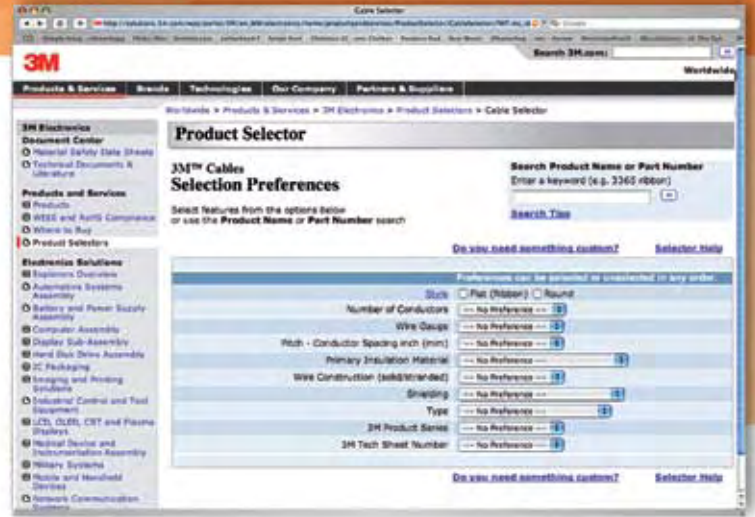 Cable Selector
Search 3M.com:
3M
Worldwide
Products & Services Brands Technologies Our Company Partners & Suppliers
Worldwide > Products & Services > 3M Electronics > Product Selectors > Cable Selector
3M Electronics
Document Center
Material Safety Data Sheets
Technical Documents &
Literature
Products and Services
Products
WEEE and RoHS Compliance
Where to Buy
Product Selectors
Electronics Solutions
Explorers Overview
Automotive Systems
Assembly
Battery and Power Supply
Assembly
Computer Assembly
Display Sub-Assembly
Hard Disk Drive Assembly
IC Packaging
Imaging and Printing
Solutions
Industrial Control and Tool
Equipment
LCD, OLED, CRT and Plasma
Displays
Medical Device and
Instrumentation Assembly
Military Systems
Mobile and Handheld
Devices
Network Communication
Systems
Product Selector
3M™ Cables
Selection Preferences
Select features from the options below
or use the Product Name or Part Number search
Search Product Name or Part Number
Enter a keyword (e.g. 3365 ribbon)
Search Tips
Do you need something custom? Selector Help
Preferences can be selected or unselected in any order.
Style Flat (Ribbon) Round
Number of Conductors -- No Preference --
Wire Gauge -- No Preference --
Pitch - Conductor Spacing inch (mm) -- No Preference --
Primary Insulation Material -- No Preference --
Wire Construction (solid/stranded) -- No Preference --
Shielding -- No Preference --
Type -- No Preference --
3M Product Series -- No Preference --
3M Tech Sheet Number -- No Preference --
Do you need something custom? Selector Help